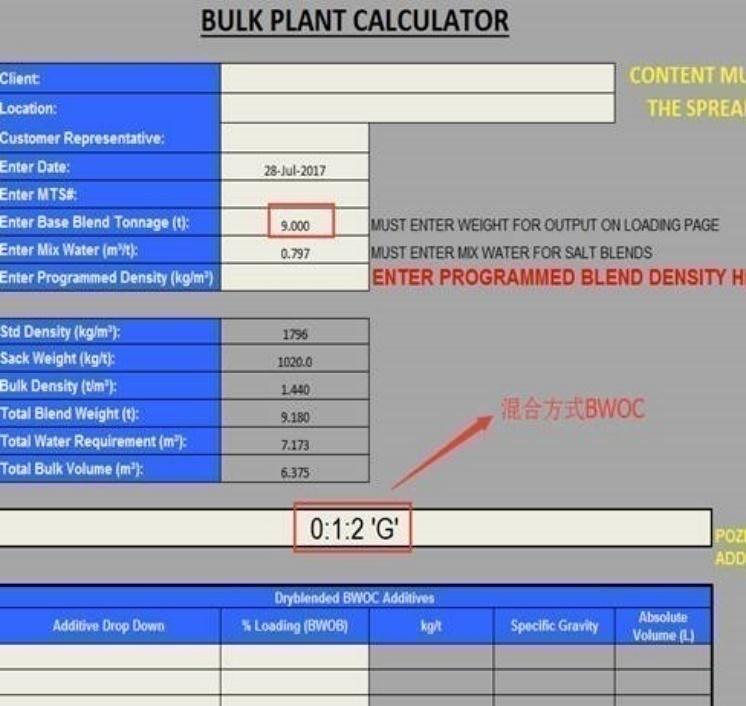 BULK PLANT CALCULATOR
Client:
CONTENT MU
Location:
THE SPREA
Customer Representative:
Enter Date: 28-Jul-2017
Enter MTS#:
Enter Base Blend Tonnage (t): 9.000 MUST ENTER WEIGHT FOR OUTPUT ON LOADING PAGE
Enter Mix Water (m³/t): 0.797 MUST ENTER MIX WATER FOR SALT BLENDS
Enter Programmed Density (kg/m³) ENTER PROGRAMMED BLEND DENSITY H
Std Density (kg/m³): 1796
Sack Weight (kg/t): 1020.0
Bulk Density (t/m³): 1.440
Total Blend Weight (t): 9.180
混合方式BWOC
Total Water Requirement (m³): 7.173
Total Bulk Volume (m³): 6.375
0:1:2 'G'
POZ
ADD
Dryblended BWOC Additives
Additive Drop Down % Loading (BWOB) kg/t Specific Gravity Absolute Volume (L)